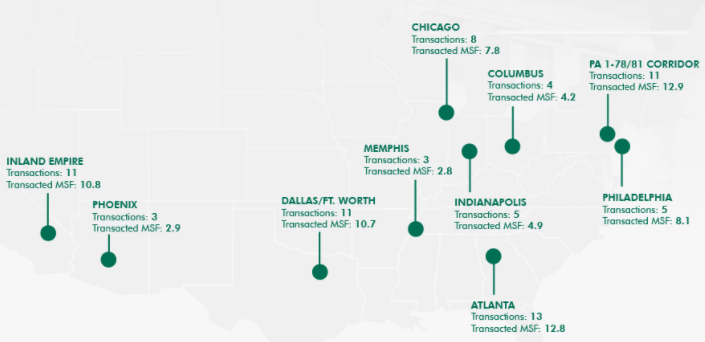 CHICAGO
Transactions: 8
Transacted MSF: 7.8
PA 1-78/81 CORRIDOR
Transactions: 11
Transacted MSF: 12.9
COLUMBUS
Transactions: 4
Transacted MSF: 4.2
MEMPHIS
Transactions: 3
Transacted MSF: 2.8
INLAND EMPIRE
Transactions: 11
Transacted MSF: 10.8
PHOENIX
Transactions: 3
Transacted MSF: 2.9
DALLAS/FT. WORTH
Transactions: 11
Transacted MSF: 10.7
INDIANAPOLIS
Transactions: 5
Transacted MSF: 4.9
PHILADELPHIA
Transactions: 5
Transacted MSF: 8.1
ATLANTA
Transactions: 13
Transacted MSF: 12.8